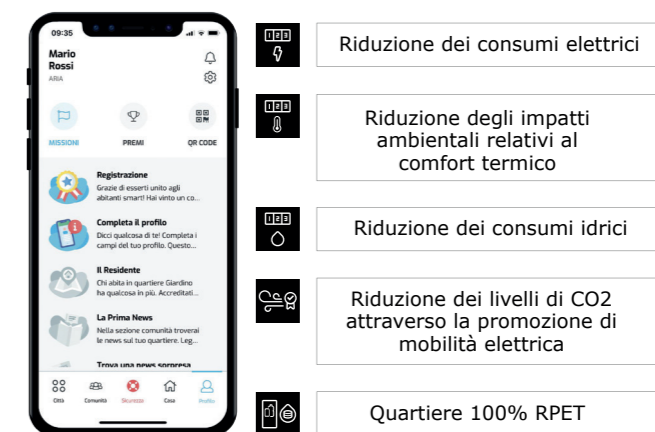 09:35
Mario
Rossi
ARIA
MISSIONI
PREMI
QR CODE
Registrazione
Grazie di esserti unito agli
abitanti smart! Hai vinto un co...
Completa il profilo
Dicci qualcosa di te! Completa i
campi del tuo profilo. Questo...
Il Residente
Chi abita in quartiere Giardino
ha qualcosa in più. Accreditati...
La Prima News
Nella sezione comunità troverai
le news sul tuo quartiere. Leg...
Trova una news sorpresa
Città
Comunità
Sicurezza
Casa
Profilo
123
Riduzione dei consumi elettrici
123
Riduzione degli impatti
ambientali relativi al
comfort termico
123
Riduzione dei consumi idrici
Riduzione dei livelli di CO2
attraverso la promozione di
mobilità elettrica
Quartiere 100% RPET